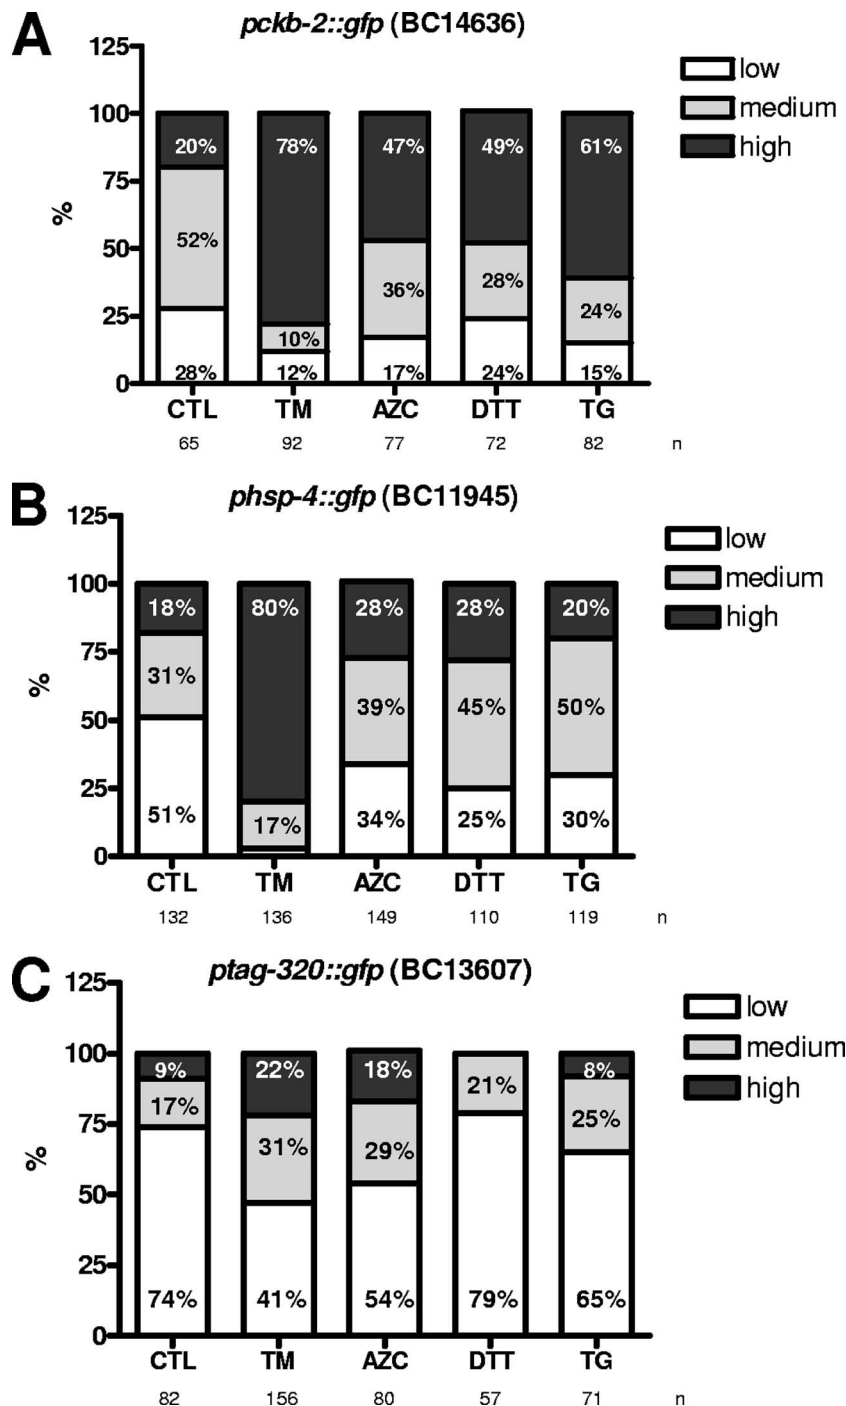 A
pckb-2::gfp (BC14636)
125
100
75
50
25
0
%
low
medium
high
20% 78% 47% 49% 61%
52% 10% 36% 28% 24%
28% 12% 17% 24% 15%
CTL TM AZC DTT TG
65 92 77 72 82 n
B
phsp-4::gfp (BC11945)
125
100
75
50
25
0
%
low
medium
high
18% 80% 28% 28% 20%
31% 17% 39% 45% 50%
51% 34% 25% 30%
CTL TM AZC DTT TG
132 136 149 110 119 n
C
ptag-320::gfp (BC13607)
125
100
75
50
25
0
%
low
medium
high
9% 22% 18% 21% 8%
17% 31% 29% 25%
74% 41% 54% 79% 65%
CTL TM AZC DTT TG
82 156 80 57 71 n